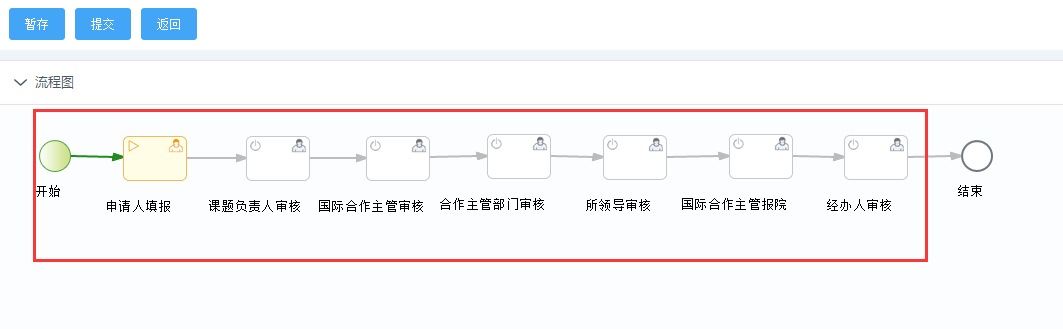 暂存 提交 返回
流程图
开始
申请人填报
课题负责人审核
国际合作主管审核
合作主管部门审核
所领导审核
国际合作主管报院
经办人审核
结束